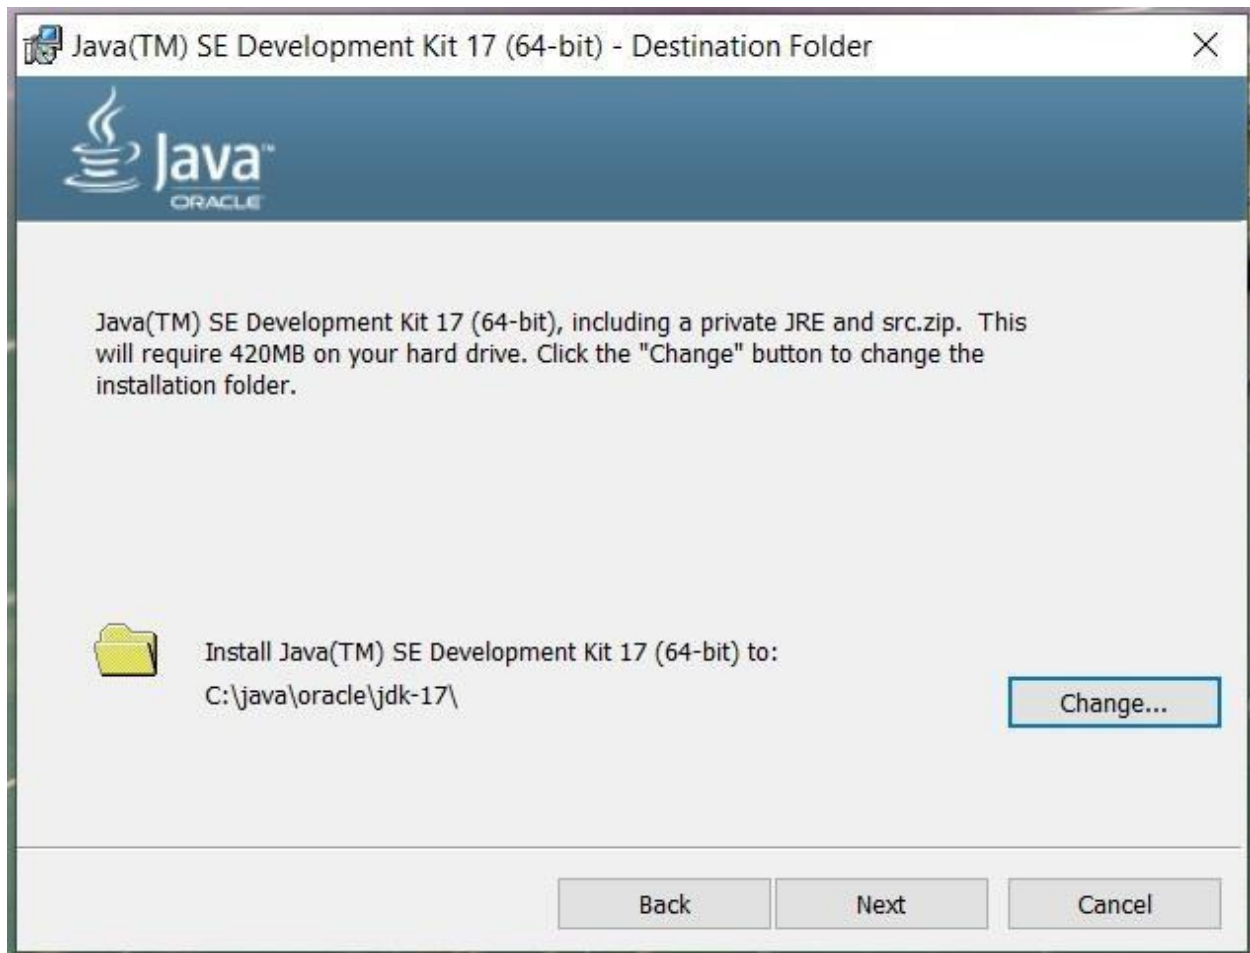 Java(TM) SE Development Kit 17 (64-bit) - Destination Folder
Java™
ORACLE
Java(TM) SE Development Kit 17 (64-bit), including a private JRE and src.zip.  This
will require 420MB on your hard drive. Click the "Change" button to change the
installation folder.
Install Java(TM) SE Development Kit 17 (64-bit) to:
C:\java\oracle\jdk-17\
Change...
Back
Next
Cancel